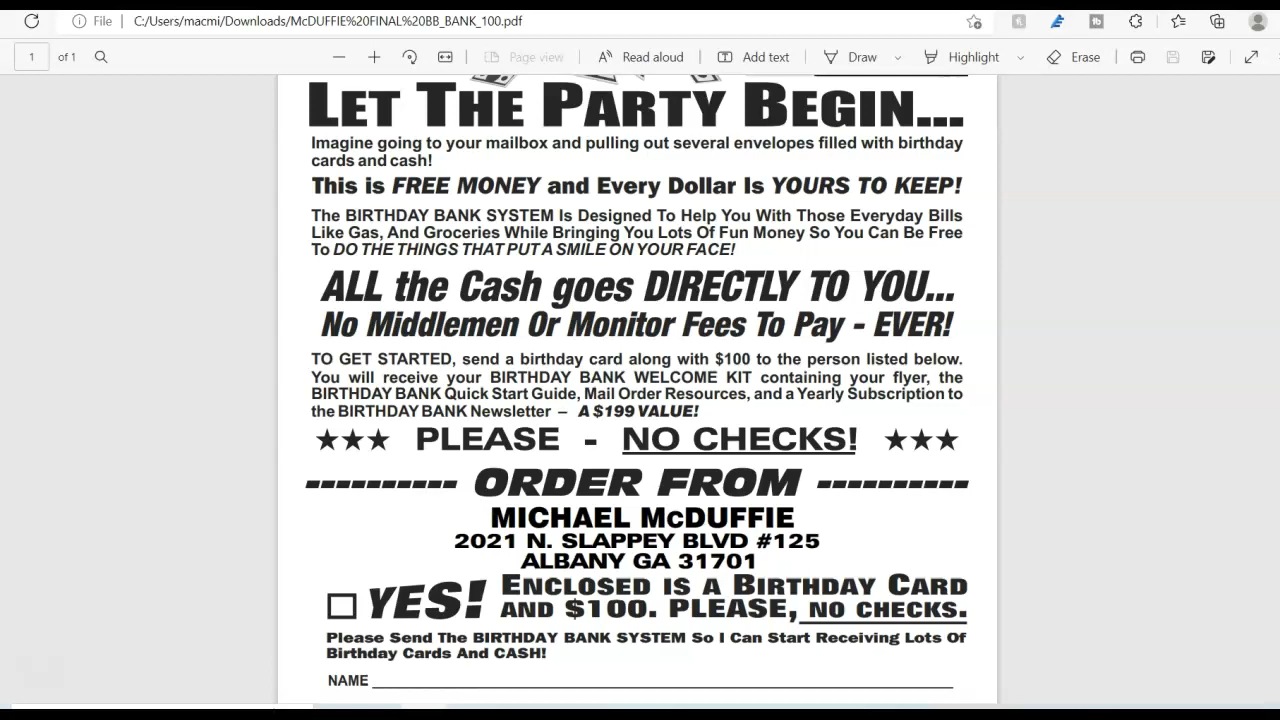 File C:/Users/macmi/Downloads/McDUFFIE%20FINAL%20BB_BANK_100.pdf
1 of 1 Page view Read aloud Add text Draw Highlight Erase
LET THE PARTY BEGIN...
Imagine going to your mailbox and pulling out several envelopes filled with birthday
cards and cash!
This is FREE MONEY and Every Dollar Is YOURS TO KEEP!
The BIRTHDAY BANK SYSTEM Is Designed To Help You With Those Everyday Bills
Like Gas, And Groceries While Bringing You Lots Of Fun Money So You Can Be Free
To DO THE THINGS THAT PUT A SMILE ON YOUR FACE!
ALL the Cash goes DIRECTLY TO YOU...
No Middlemen Or Monitor Fees To Pay - EVER!
TO GET STARTED, send a birthday card along with $100 to the person listed below.
You will receive your BIRTHDAY BANK WELCOME KIT containing your flyer, the
BIRTHDAY BANK Quick Start Guide, Mail Order Resources, and a Yearly Subscription to
the BIRTHDAY BANK Newsletter – A $199 VALUE!
★★★ PLEASE - NO CHECKS! ★★★
---------- ORDER FROM ----------
MICHAEL McDUFFIE
2021 N. SLAPPEY BLVD #125
ALBANY GA 31701
YES! ENCLOSED IS A BIRTHDAY CARD
AND $100. PLEASE, NO CHECKS.
Please Send The BIRTHDAY BANK SYSTEM So I Can Start Receiving Lots Of
Birthday Cards And CASH!
NAME